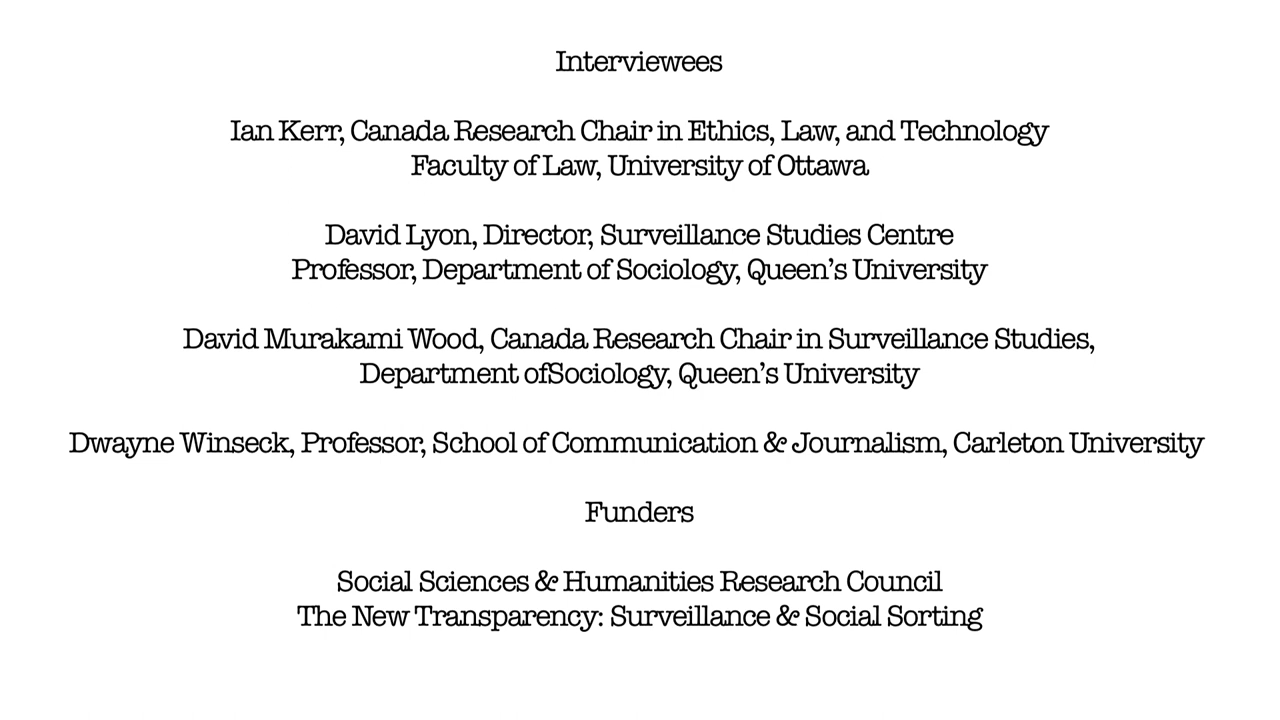 Interviewees
Ian Kerr, Canada Research Chair in Ethics, Law, and Technology
Faculty of Law, University of Ottawa
David Lyon, Director, Surveillance Studies Centre
Professor, Department of Sociology, Queen’s University
David Murakami Wood, Canada Research Chair in Surveillance Studies,
Department ofSociology, Queen’s University
Dwayne Winseck, Professor, School of Communication & Journalism, Carleton University
Funders
Social Sciences & Humanities Research Council
The New Transparency: Surveillance & Social Sorting